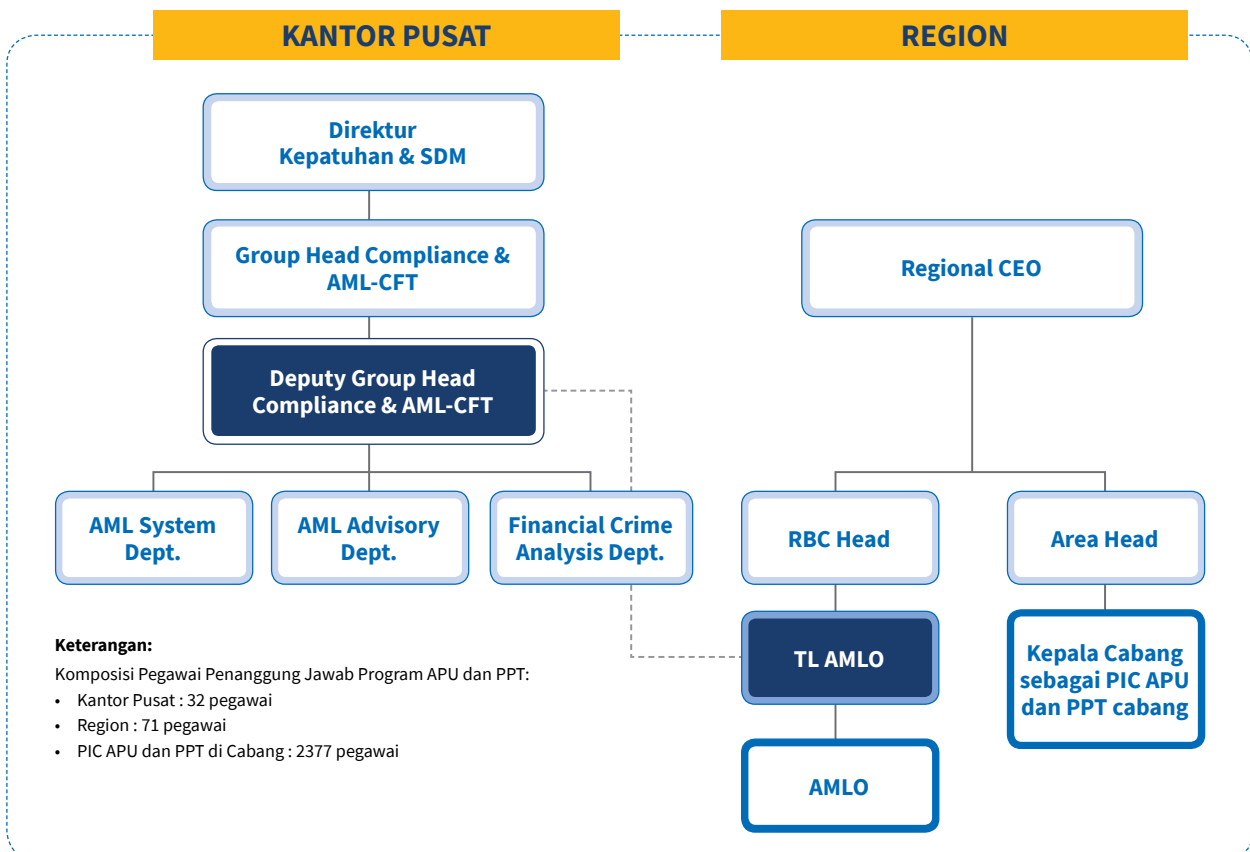 KANTOR PUSAT
REGION
Direktur
Kepatuhan & SDM
Group Head Compliance &
AML-CFT
Regional CEO
Deputy Group Head
Compliance & AML-CFT
AML System
Dept.
AML Advisory
Dept.
Financial Crime
Analysis Dept.
RBC Head
Area Head
TL AMLO
Kepala Cabang
sebagai PIC APU
dan PPT cabang
AMLO
Keterangan:
Komposisi Pegawai Penanggung Jawab Program APU dan PPT:
• Kantor Pusat : 32 pegawai
• Region : 71 pegawai
• PIC APU dan PPT di Cabang : 2377 pegawai